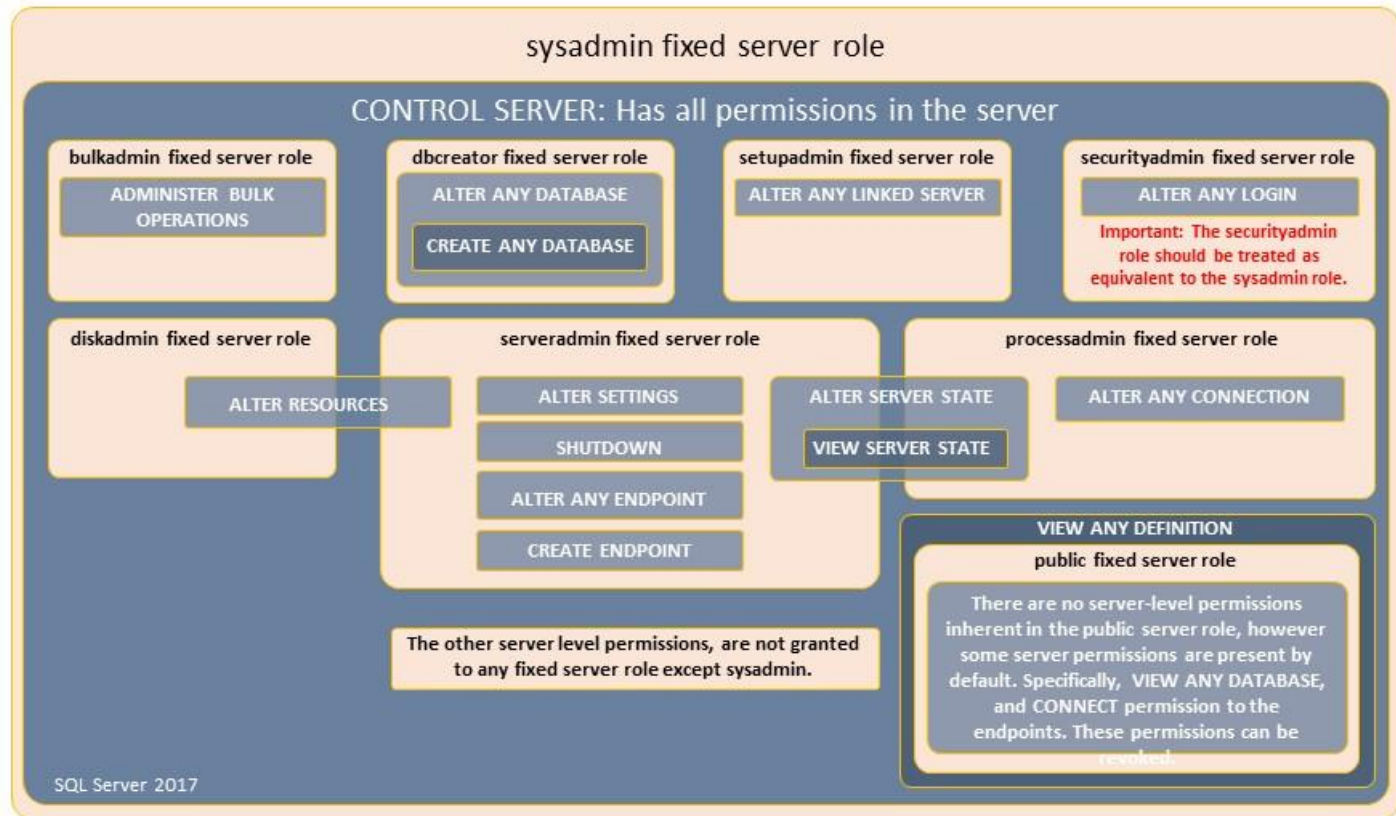 sysadmin fixed server role
CONTROL SERVER: Has all permissions in the server
bulkadmin fixed server role
ADMINISTER BULK
OPERATIONS
dbcreator fixed server role
ALTER ANY DATABASE
CREATE ANY DATABASE
setupadmin fixed server role
ALTER ANY LINKED SERVER
securityadmin fixed server role
ALTER ANY LOGIN
Important: The securityadmin
role should be treated as
equivalent to the sysadmin role.
diskadmin fixed server role
ALTER RESOURCES
serveradmin fixed server role
ALTER SETTINGS
SHUTDOWN
ALTER ANY ENDPOINT
CREATE ENDPOINT
ALTER SERVER STATE
VIEW SERVER STATE
processadmin fixed server role
ALTER ANY CONNECTION
VIEW ANY DEFINITION
public fixed server role
There are no server-level permissions
inherent in the public server role, however
some server permissions are present by
default. Specifically, VIEW ANY DATABASE,
and CONNECT permission to the
endpoints. These permissions can be
revoked.
The other server level permissions, are not granted
to any fixed server role except sysadmin.
SQL Server 2017